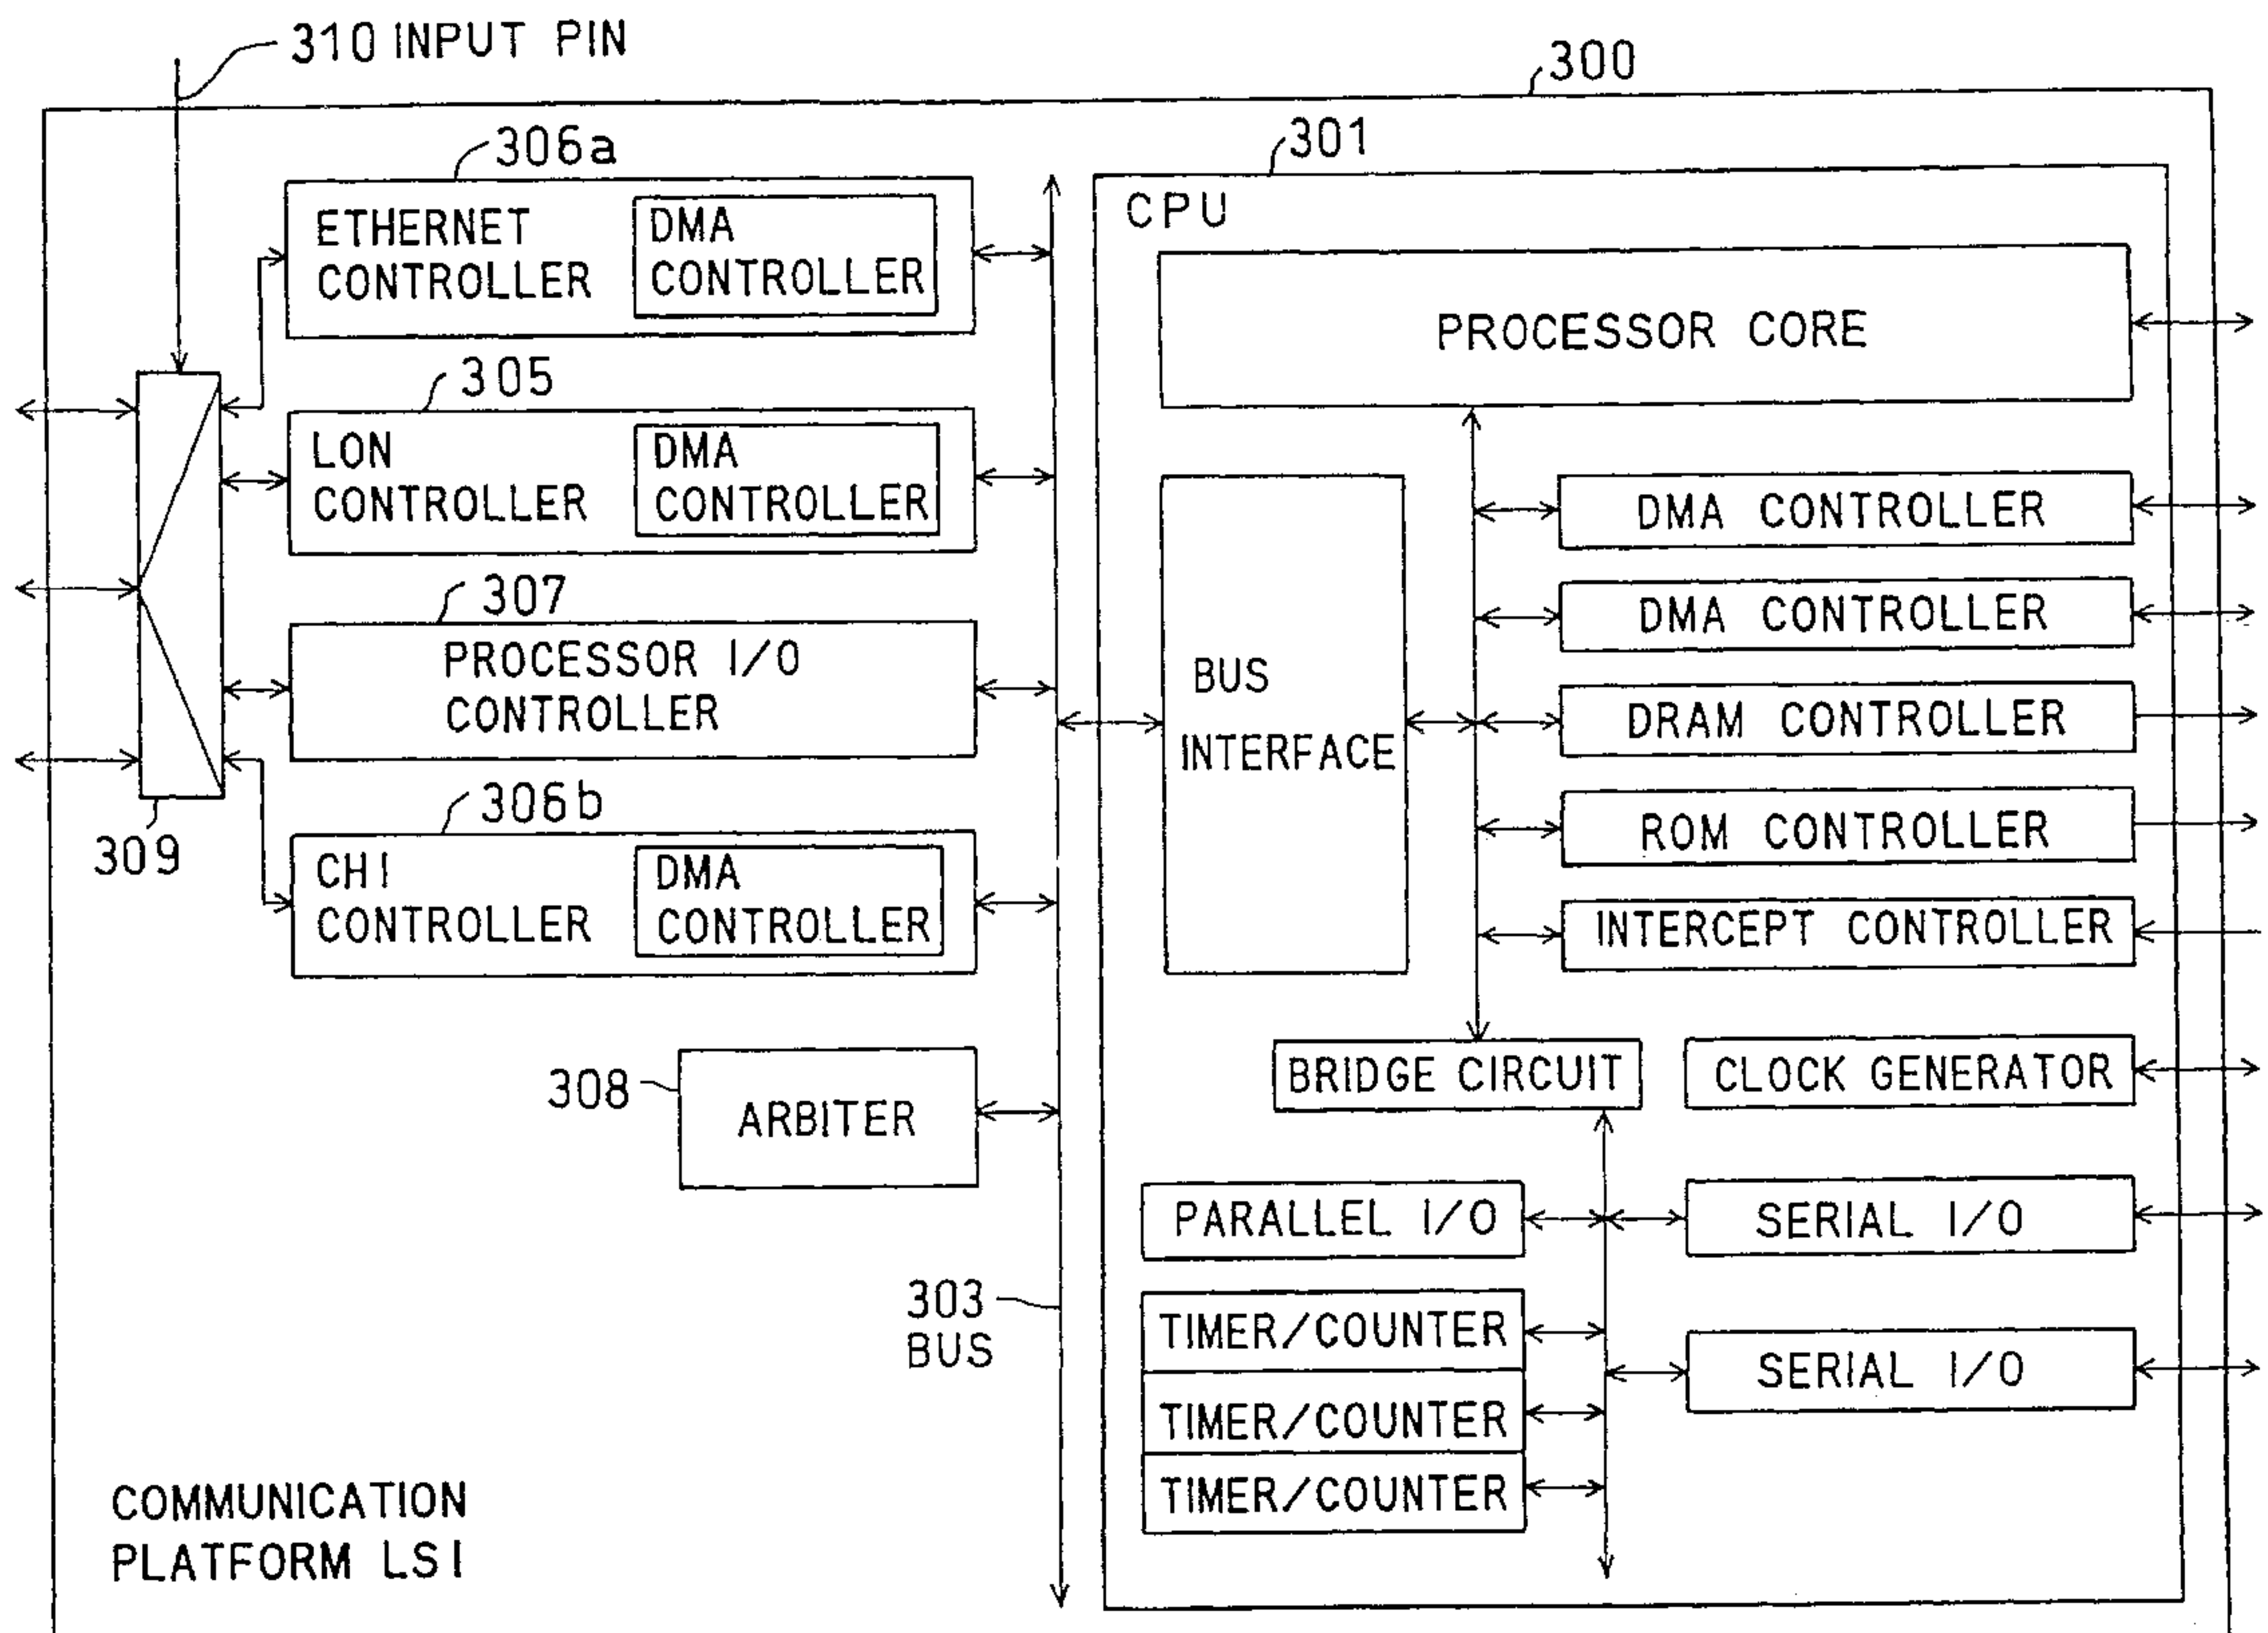 310 INPUT PIN
300
306a
301
ETHERNET
CONTROLLER
DMA
CONTROLLER
CPU
PROCESSOR CORE
305
LON
CONTROLLER
DMA
CONTROLLER
DMA CONTROLLER
307
DMA CONTROLLER
PROCESSOR I/O
CONTROLLER
BUS
INTERFACE
DRAM CONTROLLER
306b
309
ROM CONTROLLER
CHI
CONTROLLER
DMA
CONTROLLER
INTERCEPT CONTROLLER
308
ARBITER
BRIDGE CIRCUIT
CLOCK GENERATOR
PARALLEL I/O
SERIAL I/O
303
BUS
TIMER/COUNTER
SERIAL I/O
TIMER/COUNTER
TIMER/COUNTER
COMMUNICATION
PLATFORM LSI